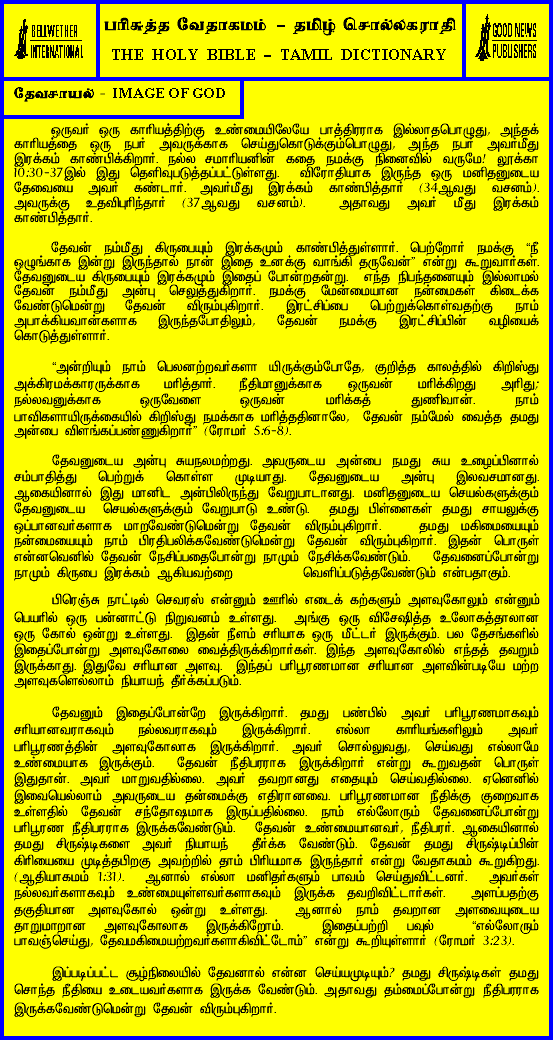 BELLWETHER
INTERNATIONAL
பரிசுத்த வேதாகமம் – தமிழ் சொல்லகராதி
THE HOLY BIBLE – TAMIL DICTIONARY
GOOD NEWS
PUBLISHERS
தேவசாயல் – IMAGE OF GOD
ஒருவர் ஒரு காரியத்திற்கு உண்மையிலேயே பாத்திரராக இல்லாதபொழுது, அந்தக்
காரியத்தை ஒரு நபர் அவருக்காக செய்துகொடுக்கும்பொழுது, அந்த நபர் அவர்மீது
இரக்கம் காண்பிக்கிறார். நல்ல சமாரியனின் கதை நமக்கு நினைவில் வருமே! லூக்கா
10:30-37இல் இது தெளிவுபடுத்தப்பட்டுள்ளது. விரோதியாக இருந்த ஒரு மனிதனுடைய
தேவையை அவர் கண்டார். அவர்மீது இரக்கம் காண்பித்தார் (34ஆவது வசனம்).
அவருக்கு உதவிபுரிந்தார் (37ஆவது வசனம்). அதாவது அவர் மீது இரக்கம்
காண்பித்தார்.
தேவன் நம்மீது கிருபையும் இரக்கமும் காண்பித்துள்ளார். பெற்றோர் நமக்கு “நீ
ஒழுங்காக இன்று இருந்தால் நான் இதை உனக்கு வாங்கி தருவேன்” என்று கூறுவார்கள்.
தேவனுடைய கிருபையும் இரக்கமும் இதைப் போன்றதன்று. எந்த நிபந்தனையும் இல்லாமல்
தேவன் நம்மீது அன்பு செலுத்துகிறார். நமக்கு மேன்மையான நன்மைகள் கிடைக்க
வேண்டுமென்று தேவன் விரும்புகிறார். இரட்சிப்பை பெற்றுக்கொள்வதற்கு நாம்
அபாக்கியவான்களாக இருந்தபோதிலும், தேவன் நமக்கு இரட்சிப்பின் வழியைக்
கொடுத்துள்ளார்.
“அன்றியும் நாம் பெலனற்றவர்களா யிருக்கும்போதே, குறித்த காலத்தில் கிறிஸ்து
அக்கிரமக்காரருக்காக மரித்தார். நீதிமானுக்காக ஒருவன் மரிக்கிறது அரிது;
நல்லவனுக்காக ஒருவேளை ஒருவன் மரிக்கத் துணிவான். நாம்
பாவிகளாயிருக்கையில் கிறிஸ்து நமக்காக மரித்ததினாலே, தேவன் நம்மேல் வைத்த தமது
அன்பை விளங்கப்பண்ணுகிறார்” (ரோமர் 5:6-8).
தேவனுடைய அன்பு சுயநலமற்றது. அவருடைய அன்பை நமது சுய உழைப்பினால்
சம்பாதித்து பெற்றுக் கொள்ள முடியாது. தேவனுடைய அன்பு இலவசமானது.
ஆகையினால் இது மானிட அன்பிலிருந்து வேறுபாடானது. மனிதனுடைய செயல்களுக்கும்
தேவனுடைய செயல்களுக்கும் வேறுபாடு உண்டு. தமது பிள்ளைகள் தமது சாயலுக்கு
ஒப்பானவர்களாக மாறவேண்டுமென்று தேவன் விரும்புகிறார். தமது மகிமையையும்
நன்மையையும் நாம் பிரதிபலிக்கவேண்டுமென்று தேவன் விரும்புகிறார். இதன் பொருள்
என்னவெனில் தேவன் நேசிப்பதைபோன்று நாமும் நேசிக்கவேண்டும். தேவனைப்போன்று
நாமும் கிருபை இரக்கம் ஆகியவற்றை வெளிப்படுத்தவேண்டும் என்பதாகும்.
பிரெஞ்சு நாட்டில் செவரஸ் என்னும் ஊரில் எடைக் கற்களும் அளவுகோலும் என்னும்
பெயரில் ஒரு பன்னாட்டு நிறுவனம் உள்ளது. அங்கு ஒரு விசேஷித்த உலோகத்தாலான
ஒரு கோல் ஒன்று உள்ளது. இதன் நீளம் சரியாக ஒரு மீட்டர் இருக்கும். பல தேசங்களில்
இதைப்போன்று அளவுகோலை வைத்திருக்கிறார்கள். இந்த அளவுகோலில் எந்தத் தவறும்
இருக்காது. இதுவே சரியான அளவு. இந்தப் பரிபூரணமான சரியான அளவின்படியே மற்ற
அளவுகளெல்லாம் நியாயந் தீர்க்கப்படும்.
தேவனும் இதைப்போன்றே இருக்கிறார். தமது பண்பில் அவர் பரிபூரணமாகவும்
சரியானவராகவும் நல்லவராகவும் இருக்கிறார். எல்லா காரியங்களிலும் அவர்
பரிபூரணத்தின் அளவுகோலாக இருக்கிறார். அவர் சொல்லுவது, செய்வது எல்லாமே
உண்மையாக இருக்கும். தேவன் நீதிபரராக இருக்கிறார் என்று கூறுவதன் பொருள்
இதுதான். அவர் மாறுவதில்லை. அவர் தவறானது எதையும் செய்வதில்லை. ஏனெனில்
இவையெல்லாம் அவருடைய தன்மைக்கு எதிரானவை. பரிபூரணமான நீதிக்கு குறைவாக
உள்ளதில் தேவன் சந்தோஷமாக இருப்பதில்லை. நாம் எல்லோரும் தேவனைப்போன்று
பரிபூரண நீதிபரராக இருக்கவேண்டும். தேவன் உண்மையானவர், நீதிபரர். ஆகையினால்
தமது சிருஷ்டிகளை அவர் நியாயந் தீர்க்க வேண்டும். தேவன் தமது சிருஷ்டிப்பின்
கிரியையை முடித்தபிறகு அவற்றில் தாம் பிரியமாக இருந்தார் என்று வேதாகமம் கூறுகிறது.
(ஆதியாகமம் 1:31). ஆனால் எல்லா மனிதர்களும் பாவம் செய்துவிட்டனர். அவர்கள்
நல்லவர்களாகவும் உண்மையுள்ளவர்களாகவும் இருக்க தவறிவிட்டார்கள். அளப்பதற்கு
தகுதியான அளவுகோல் ஒன்று உள்ளது. ஆனால் நாம் தவறான அளவையுடைய
தாறுமாறான அளவுகோலாக இருக்கிறோம். இதைப்பற்றி பவுல் “எல்லோரும்
பாவஞ்செய்து, தேவமகிமையற்றவர்களாகிவிட்டோம்” என்று கூறியுள்ளார் (ரோமர் 3:23).
இப்படிப்பட்ட சூழ்நிலையில் தேவனால் என்ன செய்யமுடியும்? தமது சிருஷ்டிகள் தமது
சொந்த நீதியை உடையவர்களாக இருக்க வேண்டும். அதாவது தம்மைப்போன்று நீதிபரராக
இருக்கவேண்டுமென்று தேவன் விரும்புகிறார்.